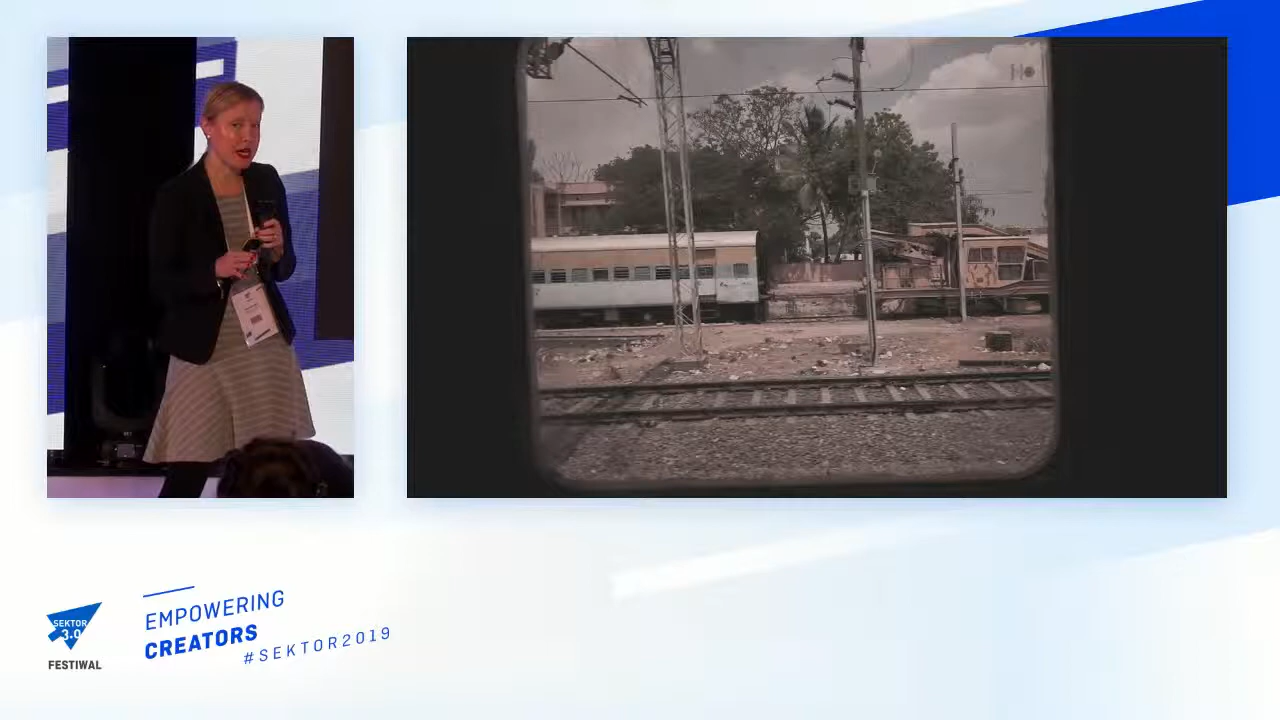 SEKTOR
3.0
FESTIWAL
EMPOWERING
CREATORS
#SEKTOR2019